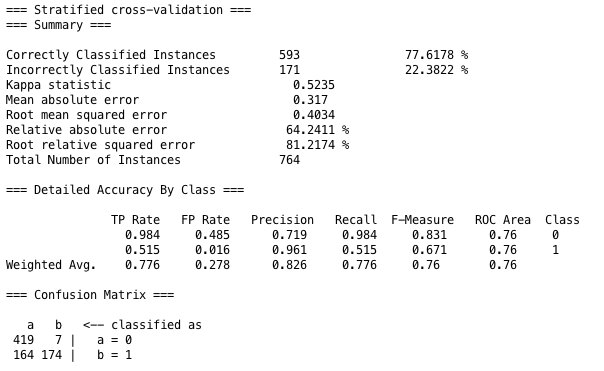 === Stratified cross-validation ===
=== Summary ===
Correctly Classified Instances 593 77.6178 %
Incorrectly Classified Instances 171 22.3822 %
Kappa statistic 0.5235
Mean absolute error 0.317
Root mean squared error 0.4034
Relative absolute error 64.2411 %
Root relative squared error 81.2174 %
Total Number of Instances 764
=== Detailed Accuracy By Class ===
TP Rate FP Rate Precision Recall F-Measure ROC Area Class
0.984 0.485 0.719 0.984 0.831 0.76 0
0.515 0.016 0.961 0.515 0.671 0.76 1
Weighted Avg. 0.776 0.278 0.826 0.776 0.76 0.76
=== Confusion Matrix ===
a b <-- classified as
419 7 | a = 0
164 174 | b = 1